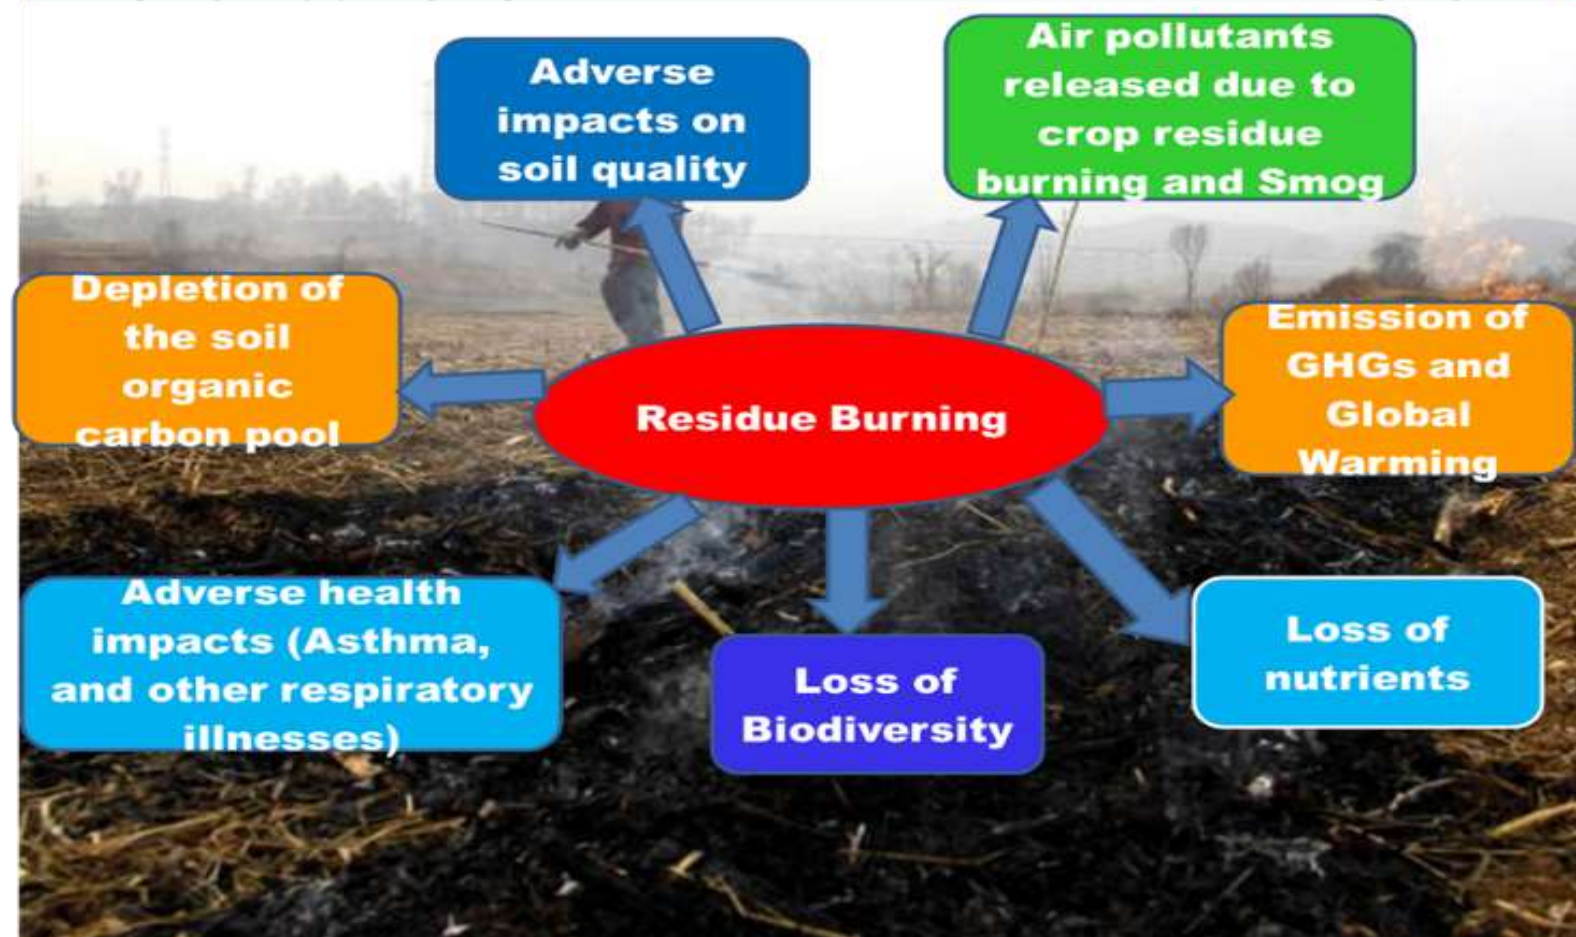 Adverse
impacts on
soil quality
Air pollutants
released due to
crop residue
burning and Smog
Depletion of
the soil
organic
carbon pool
Emission of
GHGs and
Global
Warming
Residue Burning
Adverse health
impacts (Asthma,
and other respiratory
illnesses)
Loss of
Biodiversity
Loss of
nutrients